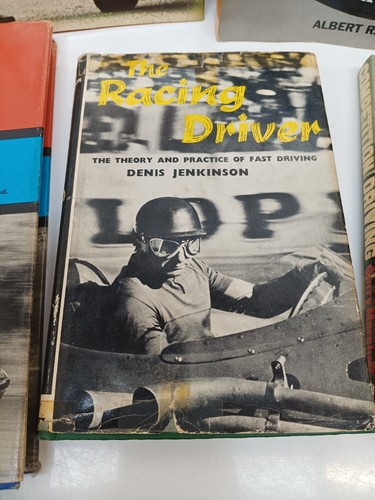 ALBERT R.
The
Racing
Driver
THE THEORY AND PRACTICE OF FAST DRIVING
DENIS JENKINSON